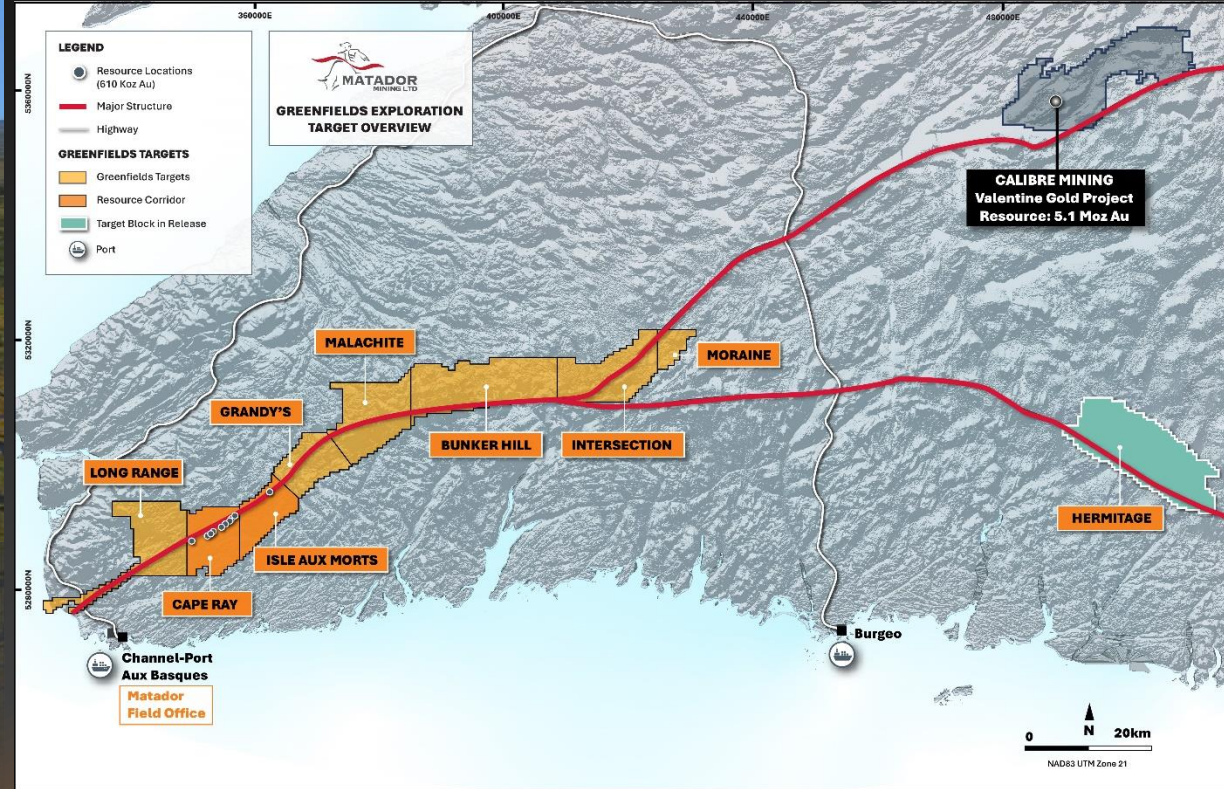 360000E
400000E
440000E
480000E
5360000N
5320000N
5280000N
LEGEND
Resource Locations
(610 Koz Au)
Major Structure
Highway
GREENFIELDS TARGETS
Greenfields Targets
Resource Corridor
Target Block in Release
Port
MATADOR
MINING LTD
GREENFIELDS EXPLORATION
TARGET OVERVIEW
CALIBRE MINING
Valentine Gold Project
Resource: 5.1 Moz Au
MALACHITE
MORAINE
GRANDY'S
BUNKER HILL
INTERSECTION
LONG RANGE
HERMITAGE
ISLE AUX MORTS
CAPE RAY
Channel-Port
Aux Basques
Matador
Field Office
Burgeo
0
N
20km
NAD83 UTM Zone 21